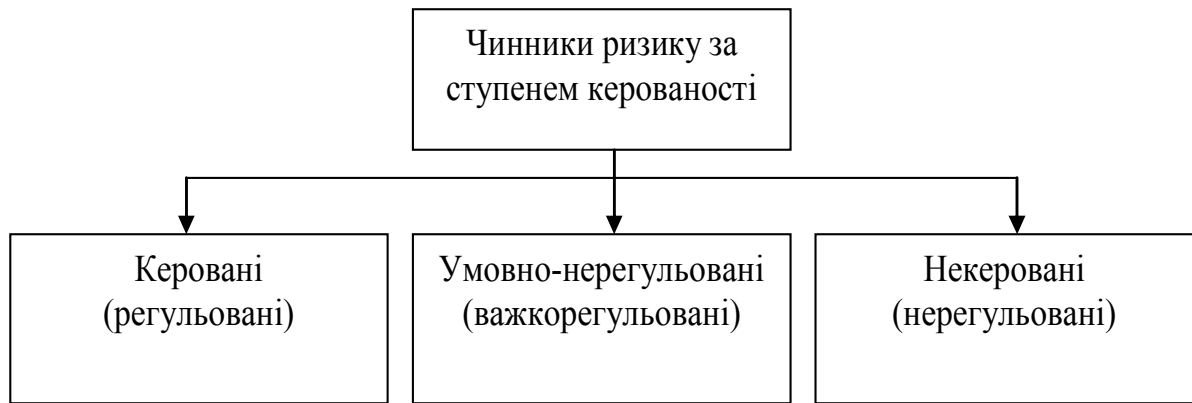 Чинники ризику за
ступенем керованості
Керовані
(регульовані)
Умовно-нерегульовані
(важкорегульовані)
Некеровані
(нерегульовані)